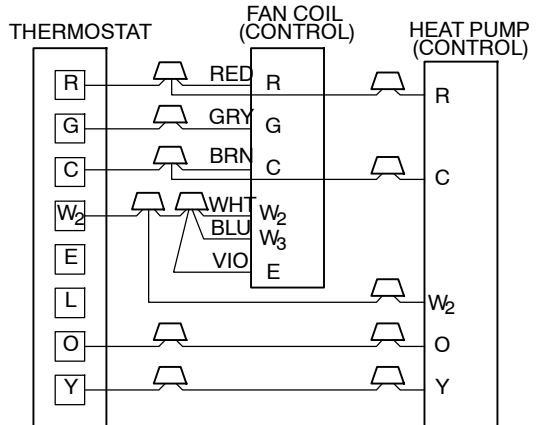 THERMOSTAT
FAN COIL
(CONTROL)
HEAT PUMP
(CONTROL)
R
RED
R
R
G
GRY
G
C
BRN
C
C
W2
WHT
W2
BLU
W3
E
VIO
E
L
W2
O
O
Y
Y